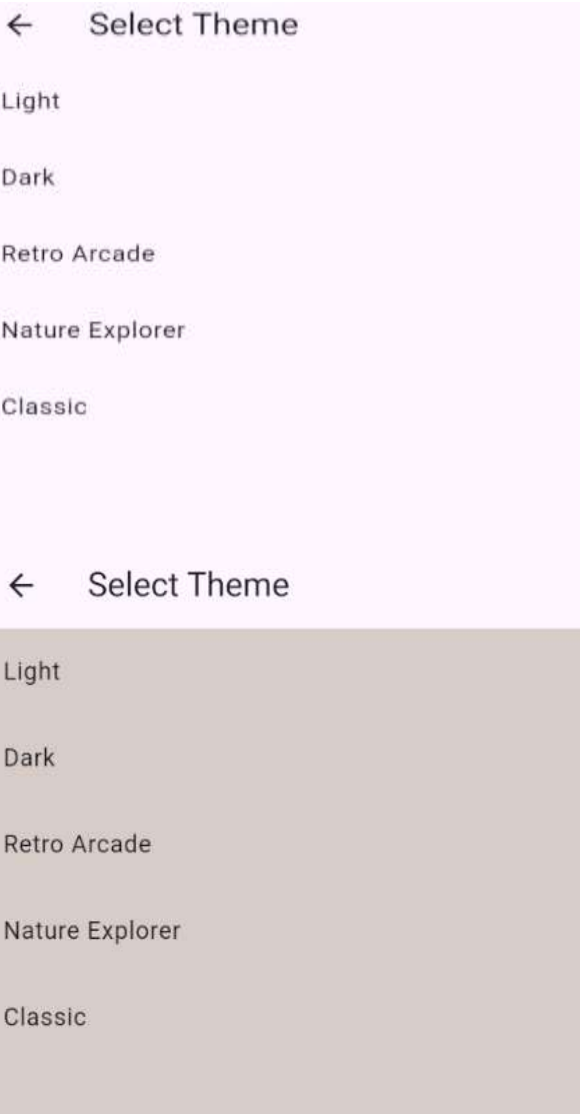 Select Theme
Light
Dark
Retro Arcade
Nature Explorer
Classic
Select Theme
Light
Dark
Retro Arcade
Nature Explorer
Classic